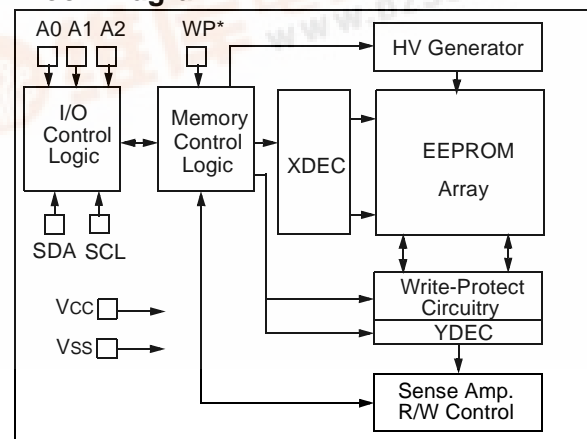 A0 A1 A2
WP*
HV Generator
I/O
Control
Logic
Memory
Control
Logic
XDEC
EEPROM
Array
SDA SCL
Write-Protect
Circuitry
YDEC
VCC
VSS
Sense Amp.
R/W Control